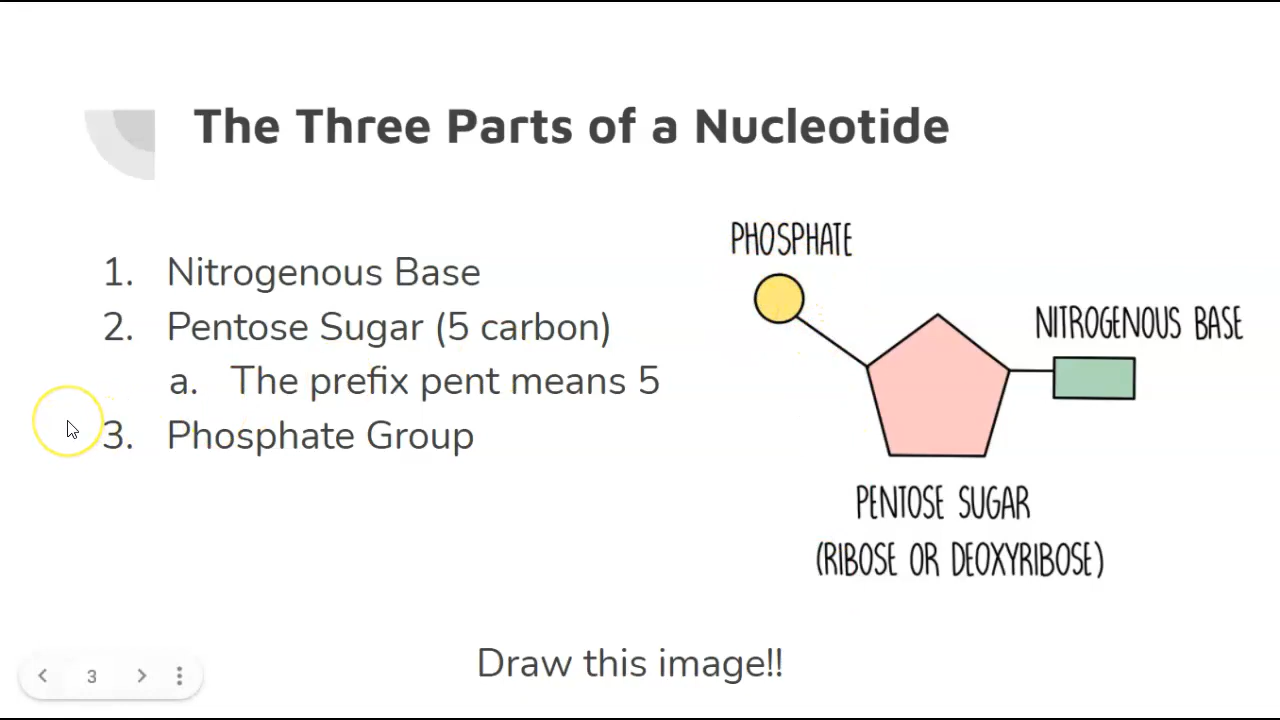 The Three Parts of a Nucleotide
1. Nitrogenous Base
2. Pentose Sugar (5 carbon)
a. The prefix pent means 5
3. Phosphate Group
PHOSPHATE
NITROGENOUS BASE
PENTOSE SUGAR
(RIBOSE OR DEOXYRIBOSE)
Draw this image!!
3